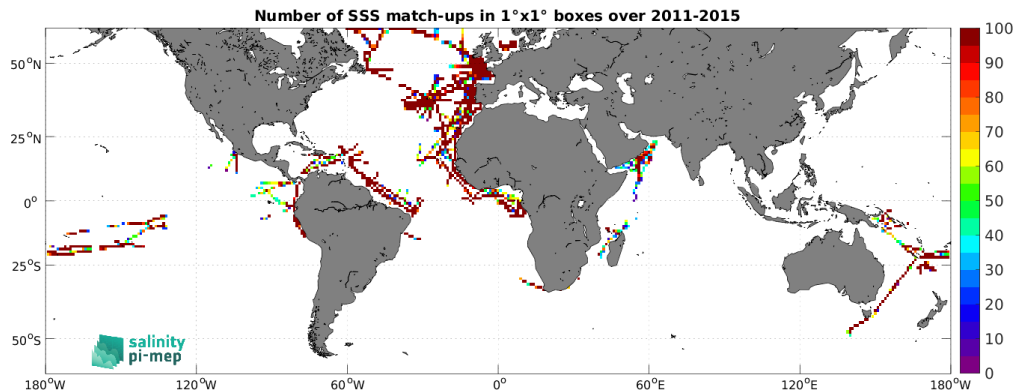 Number of SSS match-ups in 1°x1° boxes over 2011-2015
100
90
80
70
60
50
40
30
20
10
0
50°N
25°N
0°
25°S
50°S
salinity
pi-mep
180°W 120°W 60°W 0° 60°E 120°E 180°E